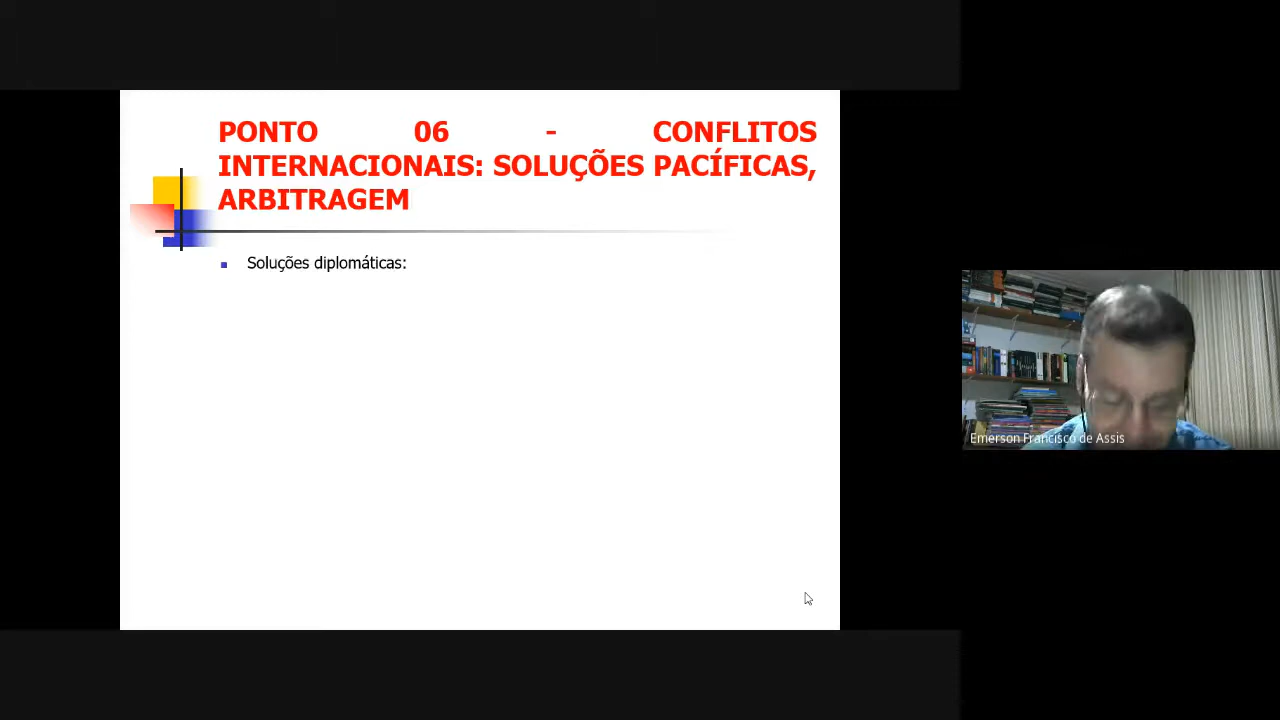 PONTO 06 - CONFLITOS
INTERNACIONAIS: SOLUÇÕES PACÍFICAS,
ARBITRAGEM
Soluções diplomáticas:
Emerson Francisco de Assis